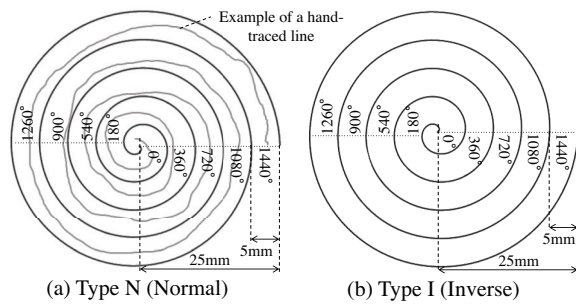 Example of a hand-
traced line
1260°
900°
540°
180°
0°
360°
720°
1080°
1440°
5mm
25mm
(a) Type N (Normal)
1260°
900°
540°
180°
0°
360°
720°
1080°
1440°
5mm
25mm
(b) Type I (Inverse)